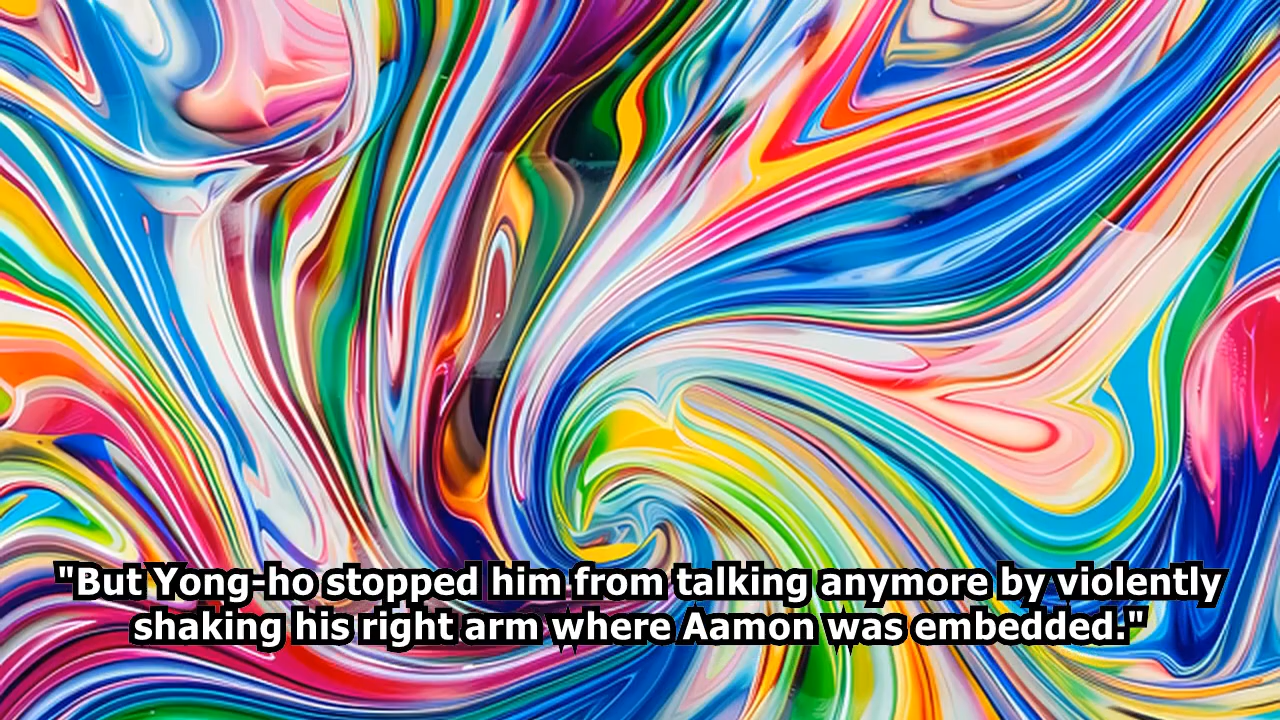 "But Yong-ho stopped him from talking anymore by violently
shaking his right arm where Aamon was embedded."